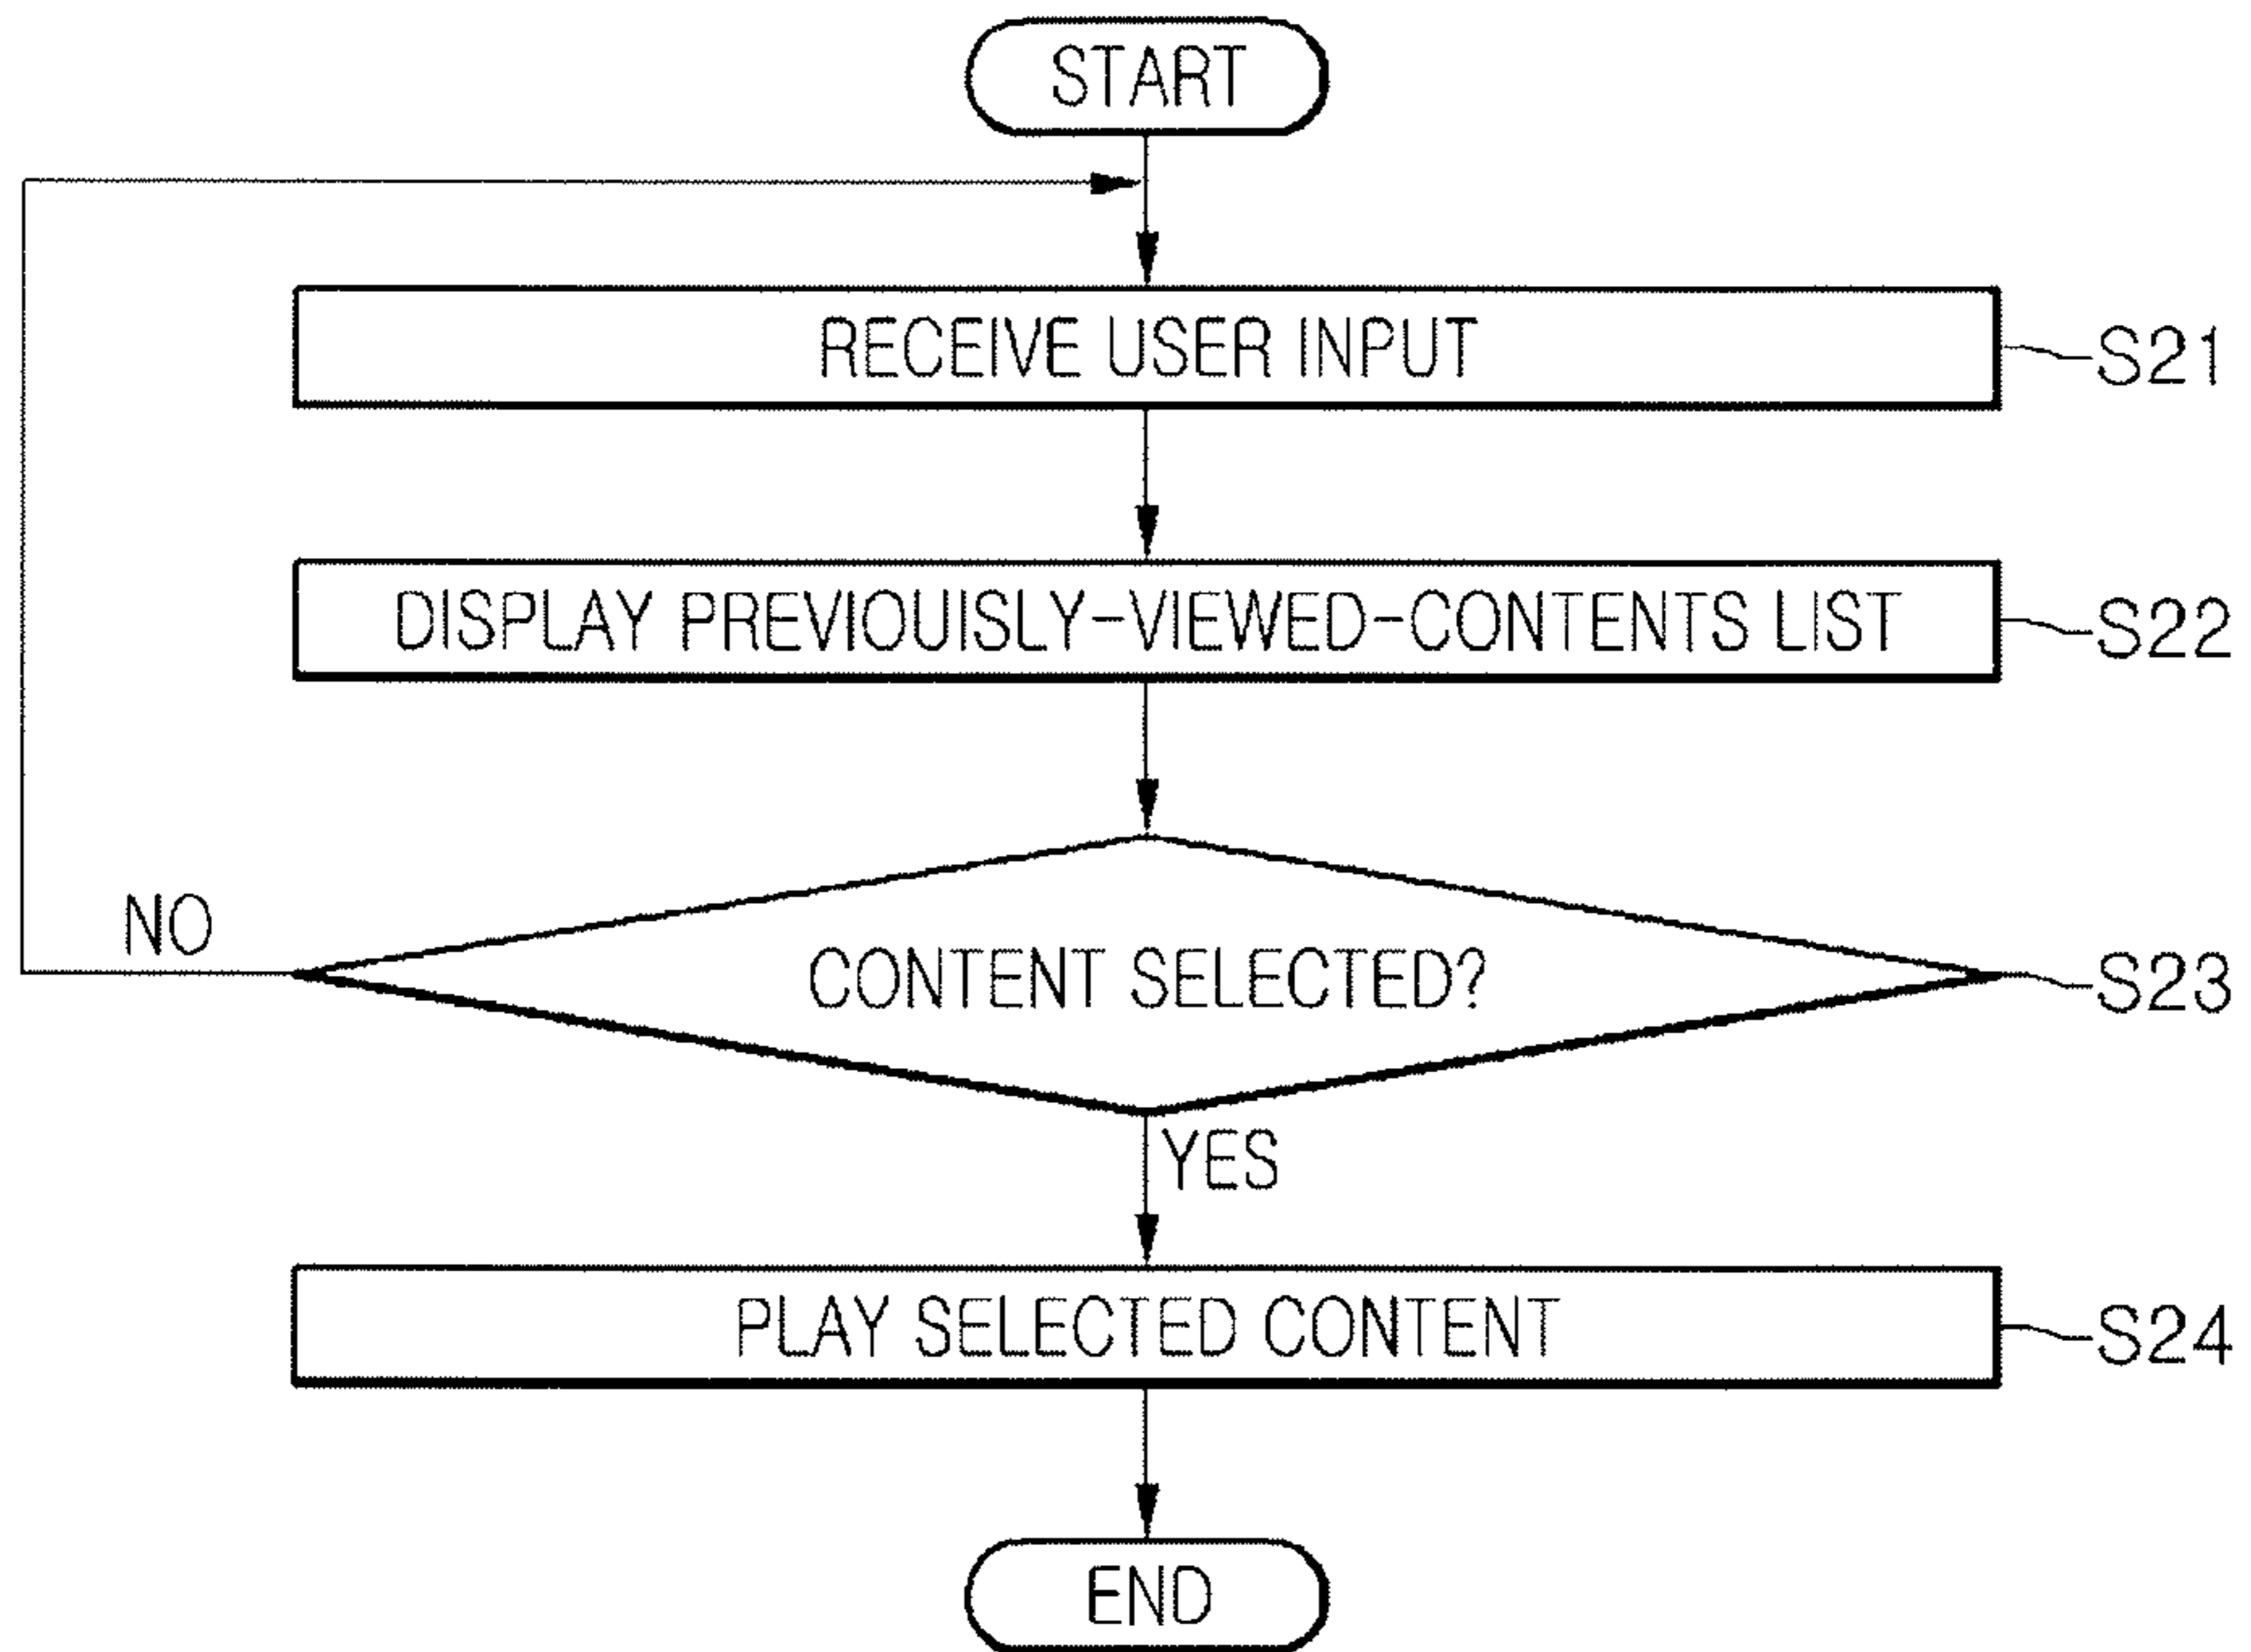 START
RECEIVE USER INPUT
S21
DISPLAY PREVIOUISLY-VIEWED-CONTENTS LIST
S22
NO
CONTENT SELECTED?
S23
YES
PLAY SELECTED CONTENT
S24
END